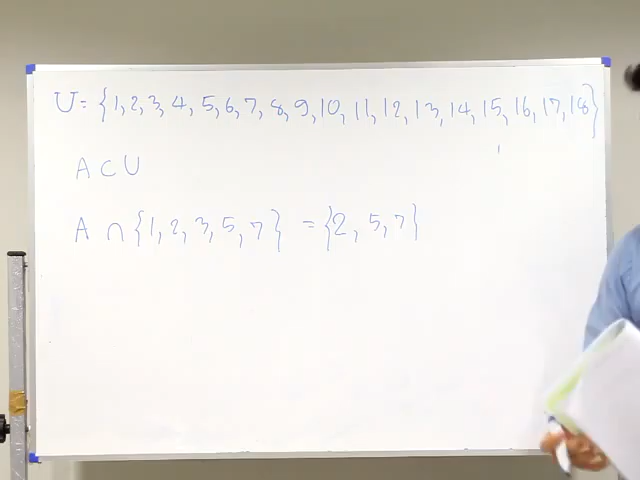 U = {1, 2, 3, 4, 5, 6, 7, 8, 9, 10, 11, 12, 13, 14, 15, 16, 17, 18}
A ⊂ U
A ∩ {1, 2, 3, 5, 7} = {2, 5, 7}